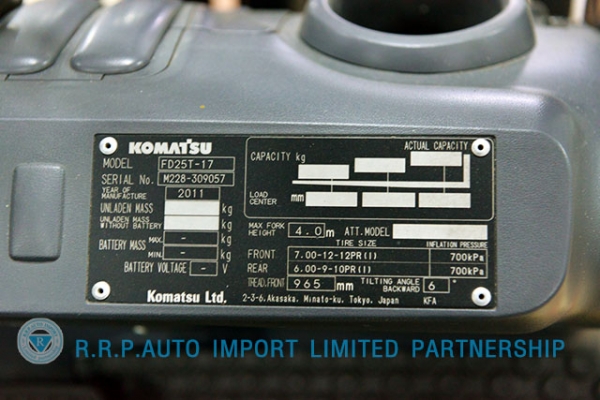 KOMATSU
MODEL FD25T-17
SERIAL No. M228-309057
YEAR OF MANUFACTURE 2011
UNLADEN MASS kg
UNLADEN MASS WITHOUT BATTERY kg
BATTERY MASS MAX. - kg
MIN. - kg
BATTERY VOLTAGE - V
Komatsu Ltd.
ACTUAL CAPACITY
CAPACITY kg
LOAD CENTER mm
MAX FORK HEIGHT 4.0 m ATT. MODEL
TIRE SIZE INFLATION PRESSURE
FRONT 7.00-12-12PR(I) 700kPa
REAR 6.00-9-10PR(I) 700kPa
TREAD, FRONT 965 mm TILTING ANGLE BACKWARD 6 °
2-3-6, Akasaka, Minato-ku, Tokyo, Japan KFA
R.R.P.AUTO IMPORT LIMITED PARTNERSHIP